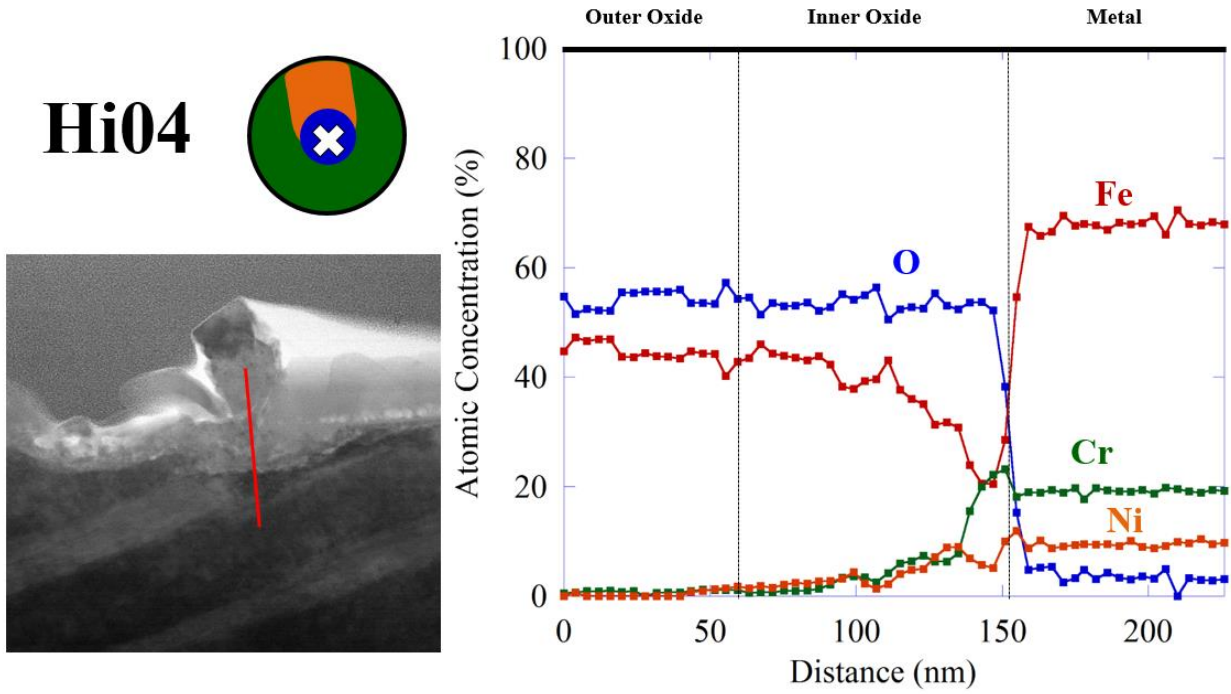 Hi04
Outer Oxide Inner Oxide Metal
Atomic Concentration (%)
100
80
60
40
20
0
Fe
O
Cr
Ni
0 50 100 150 200
Distance (nm)